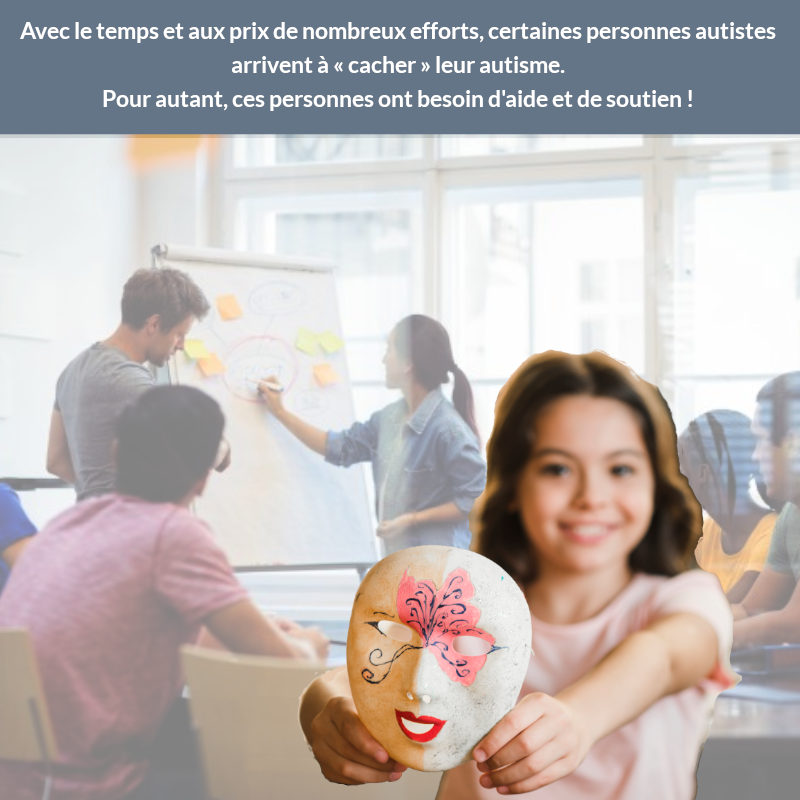 Avec le temps et aux prix de nombreux efforts, certaines personnes autistes
arrivent à « cacher » leur autisme.
Pour autant, ces personnes ont besoin d'aide et de soutien !